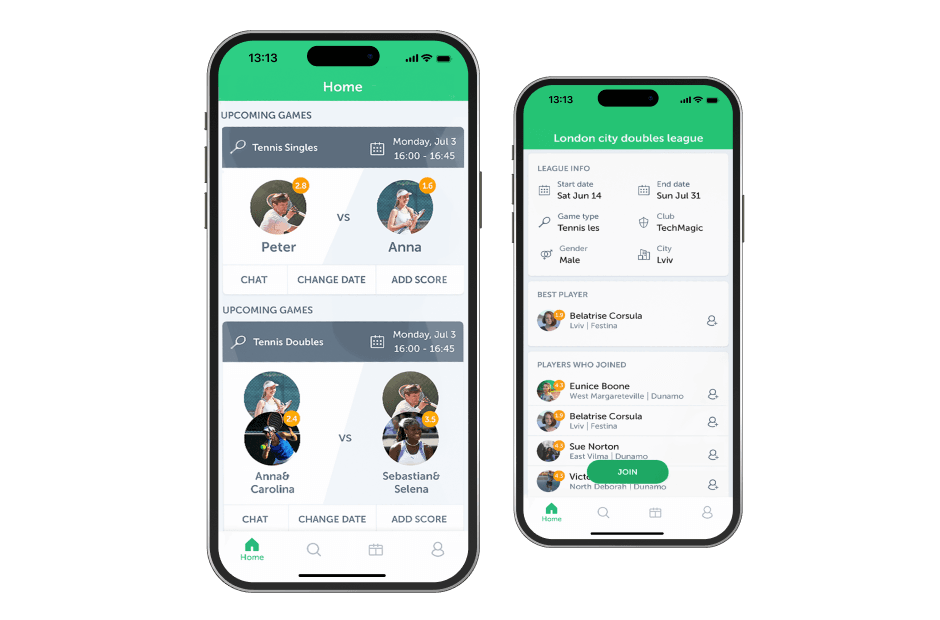 13:13
Home
UPCOMING GAMES
Tennis Singles
Monday, Jul 3
16:00 - 16:45
2.8
1.6
VS
Peter
Anna
CHAT
CHANGE DATE
ADD SCORE
UPCOMING GAMES
Tennis Doubles
Monday, Jul 3
16:00 - 16:45
2.4
3.5
VS
Anna&
Carolina
Sebastian&
Selena
CHAT
CHANGE DATE
ADD SCORE
Home
13:13
London city doubles league
LEAGUE INFO
Start date
Sat Jun 14
End date
Sun Jul 31
Game type
Tennis les
Club
TechMagic
Gender
Male
City
Lviv
BEST PLAYER
Belatrise Corsula
Lviv | Festina
PLAYERS WHO JOINED
Eunice Boone
West Margareteville | Dunamo
Belatrise Corsula
Lviv | Festina
Sue Norton
East Vilma | Dunamo
JOIN
North Deborah | Dunamo
Home